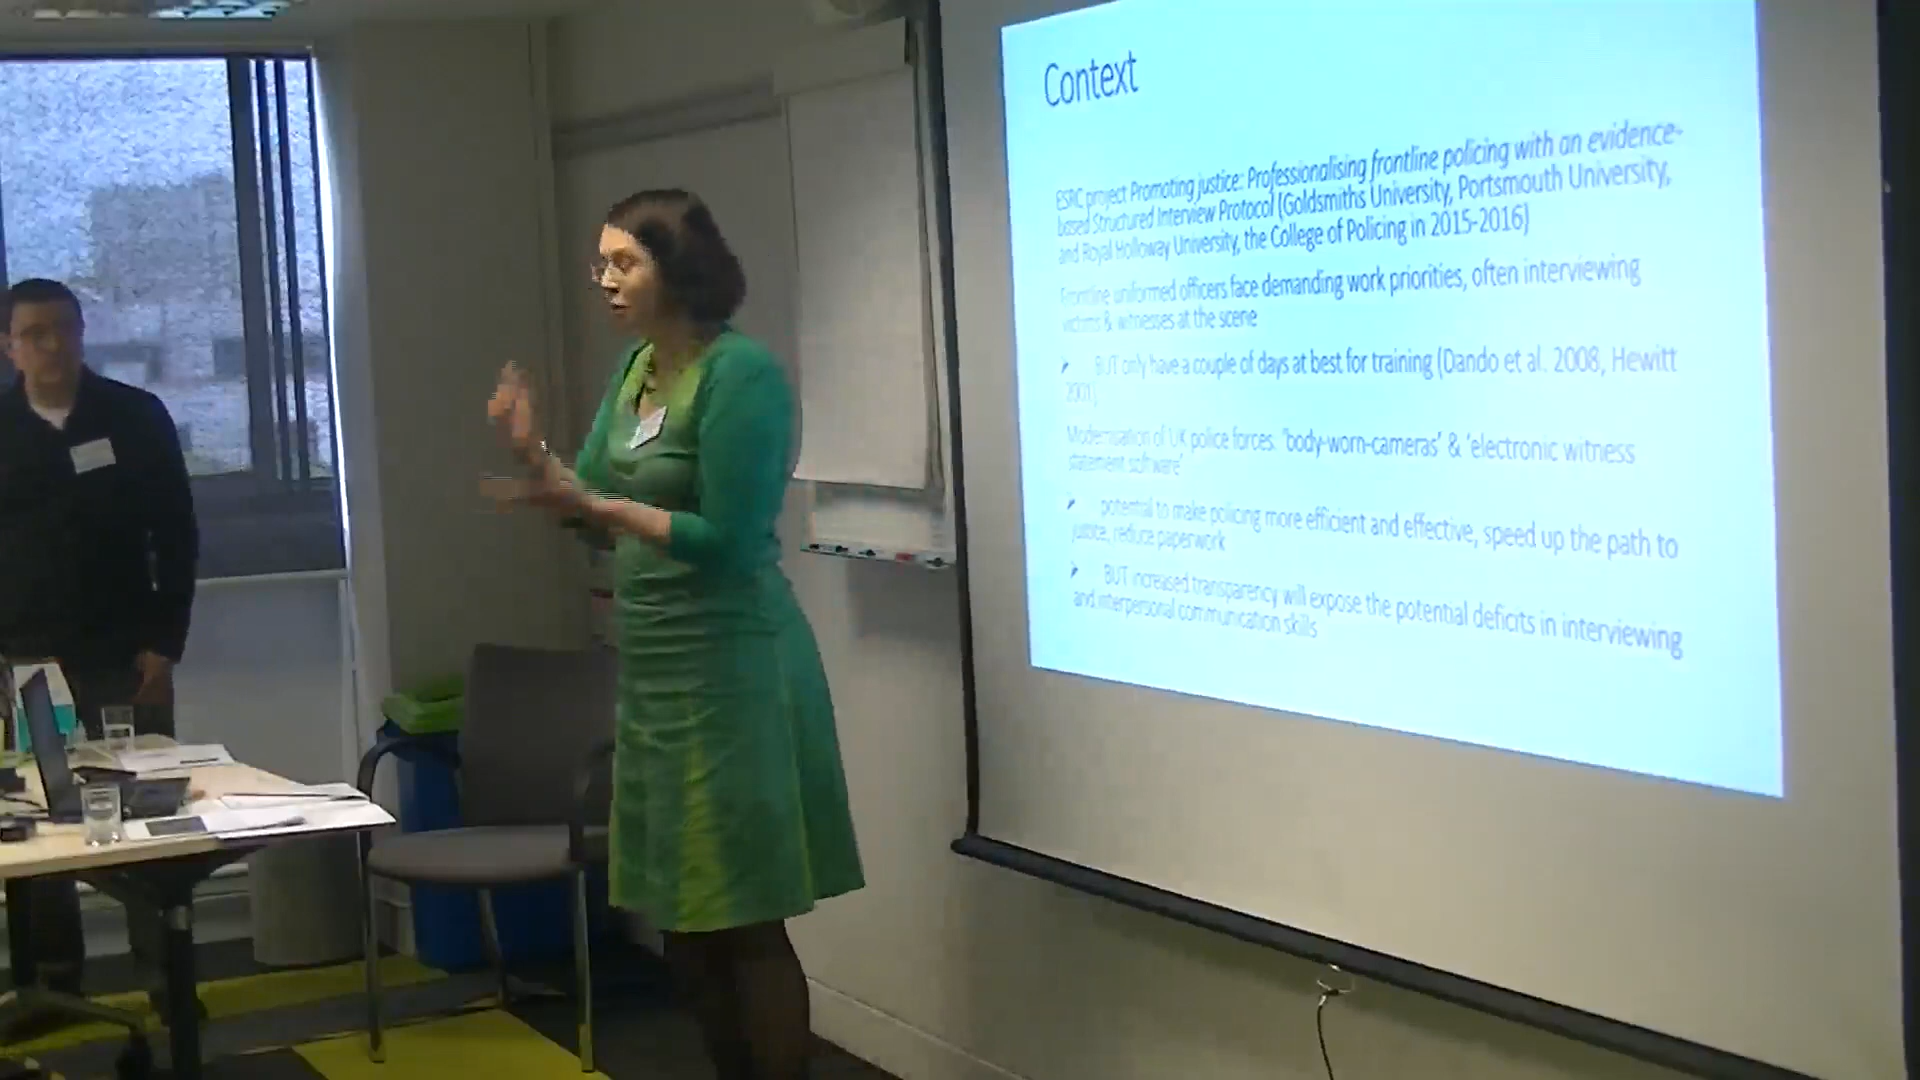 Context
ESRC project Promoting justice: Professionalising frontline policing with an evidence-
based Structured Interview Protocol (Goldsmiths University, Portsmouth University,
and Royal Holloway University, the College of Policing in 2015-2016)
Frontline uniformed officers face demanding work priorities, often interviewing
victims & witnesses at the scene
➢ BUT only have a couple of days at best for training (Dando et al. 2008, Hewitt
2001)
Modernisation of UK police forces. 'body-worn-cameras' & 'electronic witness
statement software'
➢ potential to make policing more efficient and effective, speed up the path to
justice, reduce paperwork
➢ BUT increased transparency will expose the potential deficits in interviewing
and interpersonal communication skills